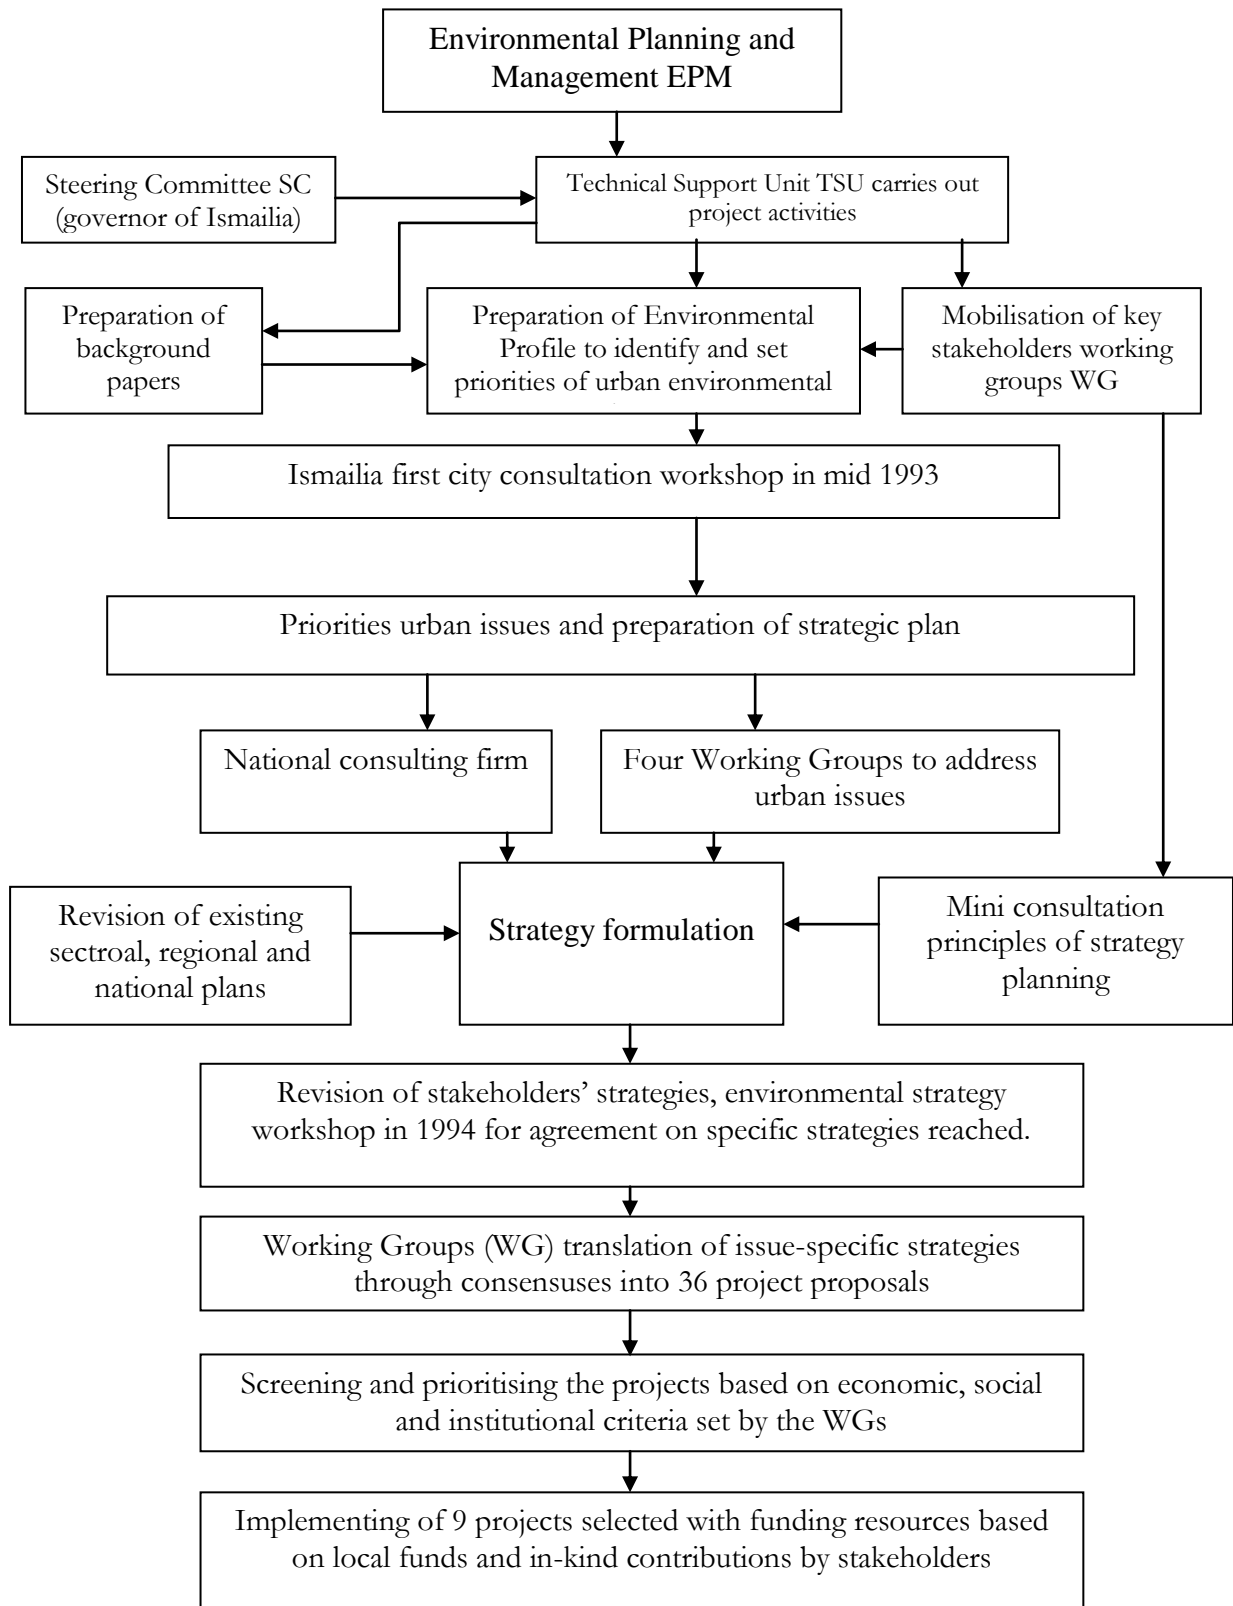 Environmental Planning and
Management EPM
Steering Committee SC
(governor of Ismailia)
Technical Support Unit TSU carries out
project activities
Preparation of
background
papers
Preparation of Environmental
Profile to identify and set
priorities of urban environmental
Mobilisation of key
stakeholders working
groups WG
Ismailia first city consultation workshop in mid 1993
Priorities urban issues and preparation of strategic plan
National consulting firm
Four Working Groups to address
urban issues
Revision of existing
sectroal, regional and
national plans
Strategy formulation
Mini consultation
principles of strategy
planning
Revision of stakeholders’ strategies, environmental strategy
workshop in 1994 for agreement on specific strategies reached.
Working Groups (WG) translation of issue-specific strategies
through consensuses into 36 project proposals
Screening and prioritising the projects based on economic, social
and institutional criteria set by the WGs
Implementing of 9 projects selected with funding resources based
on local funds and in-kind contributions by stakeholders